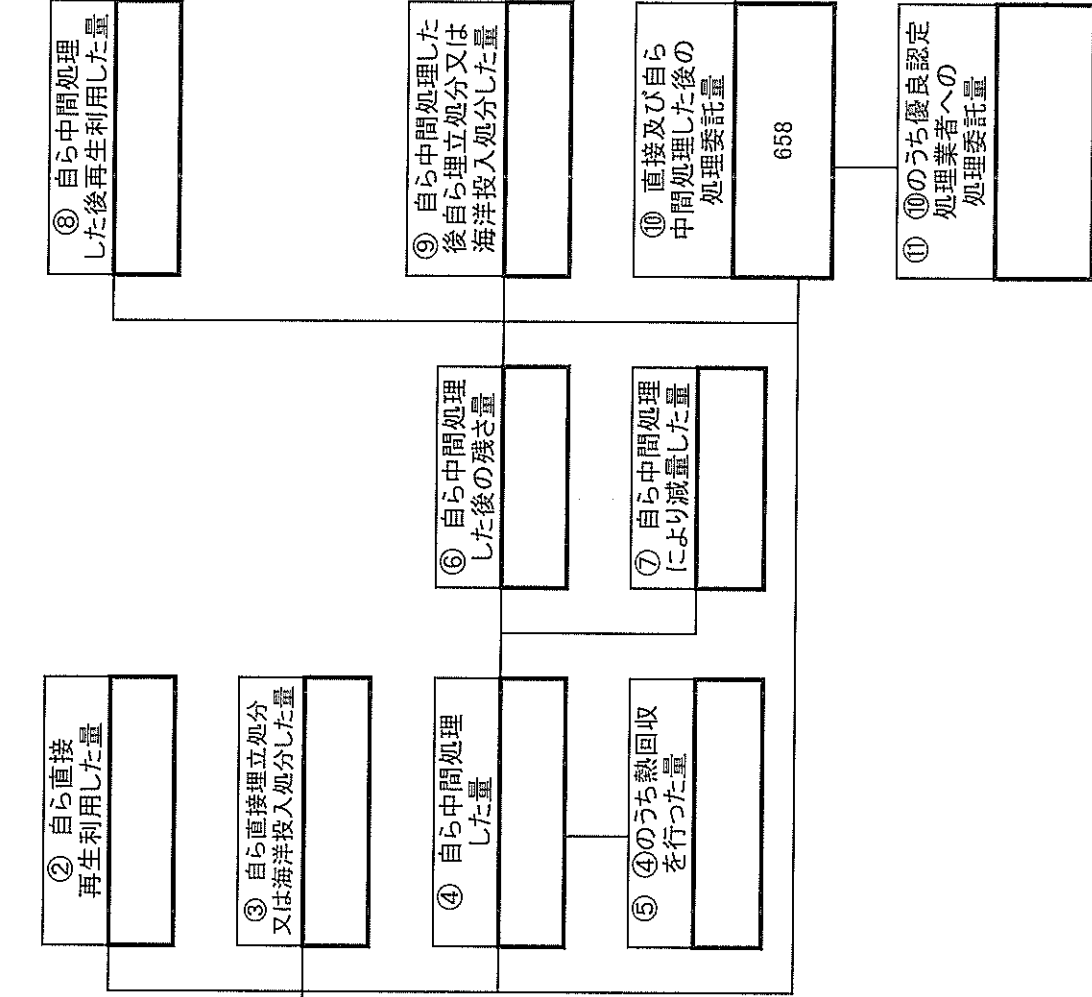 ② 自ら直接
再生利用した量
③ 自ら直接埋立処分
又は海洋投入処分した量
④ 自ら中間処理
した量
⑤ ④のうち熱回収
を行った量
⑥ 自ら中間処理
した後の残さ量
⑦ 自ら中間処理
により減量した量
⑧ 自ら中間処理
した後再生利用した量
⑨ 自ら中間処理した
後自ら埋立処分又は
海洋投入処分した量
⑩ 直接及び自ら
中間処理した後の
処理委託量
658
⑪ ⑩のうち優良認定
処理業者への
処理委託量